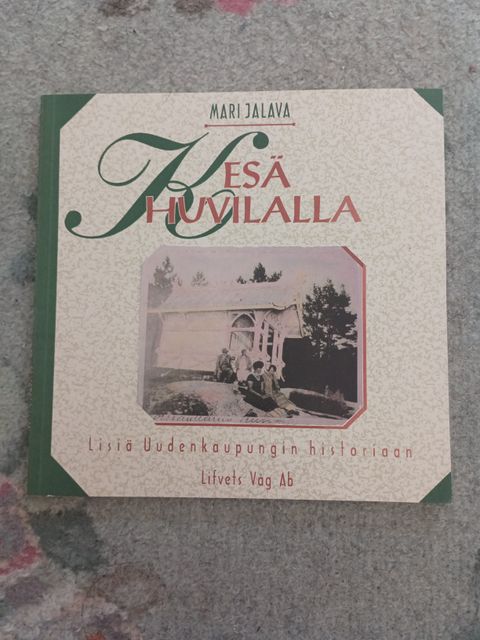 MARI JALAVA
KESÄ
HUVILALLA
Lisiä Uudenkaupungin historiaan
Lifvets Väg Ab